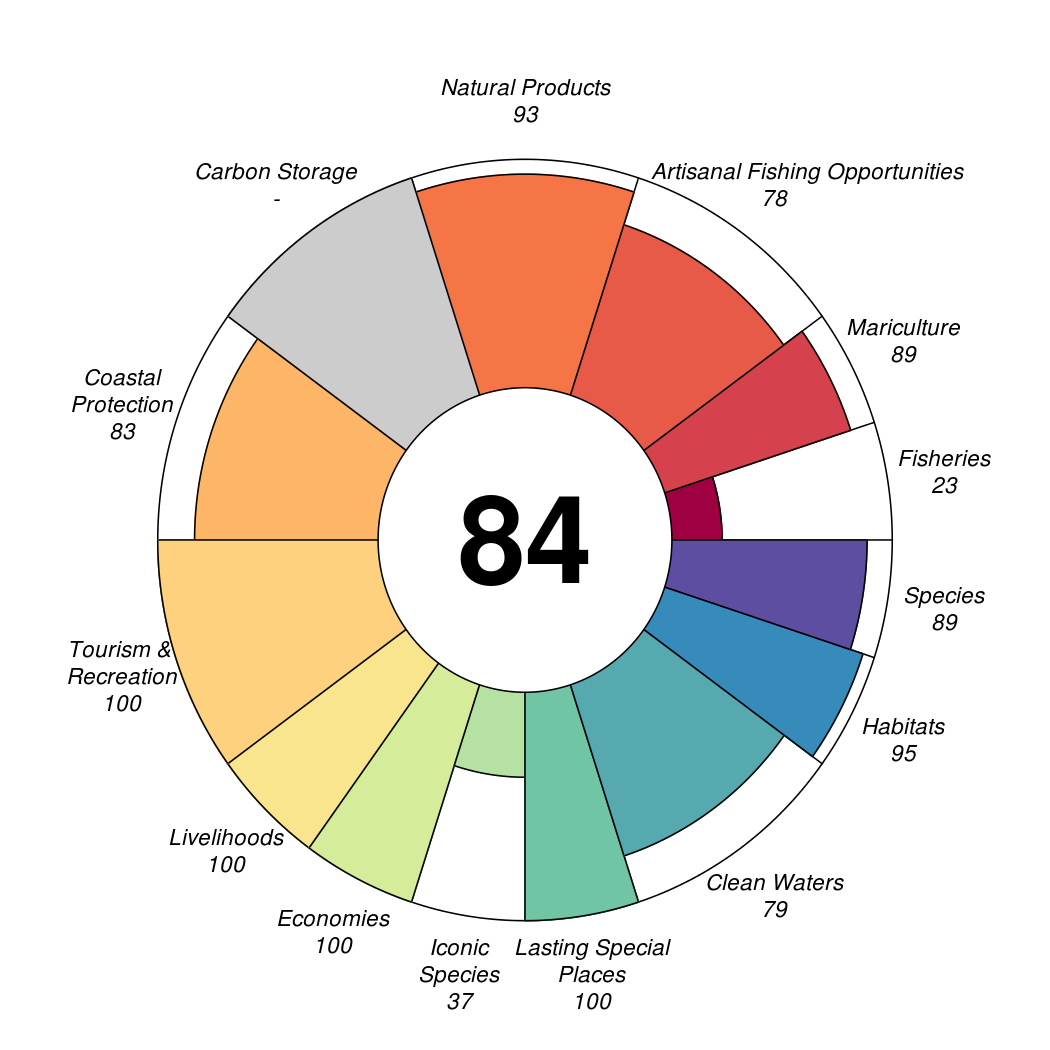 Natural Products
93
Carbon Storage
-
Artisanal Fishing Opportunities
78
Mariculture
89
Coastal
Protection
83
Fisheries
23
84
Species
89
Tourism &
Recreation
100
Habitats
95
Livelihoods
100
Clean Waters
79
Economies
100
Iconic
Species
37
Lasting Special
Places
100